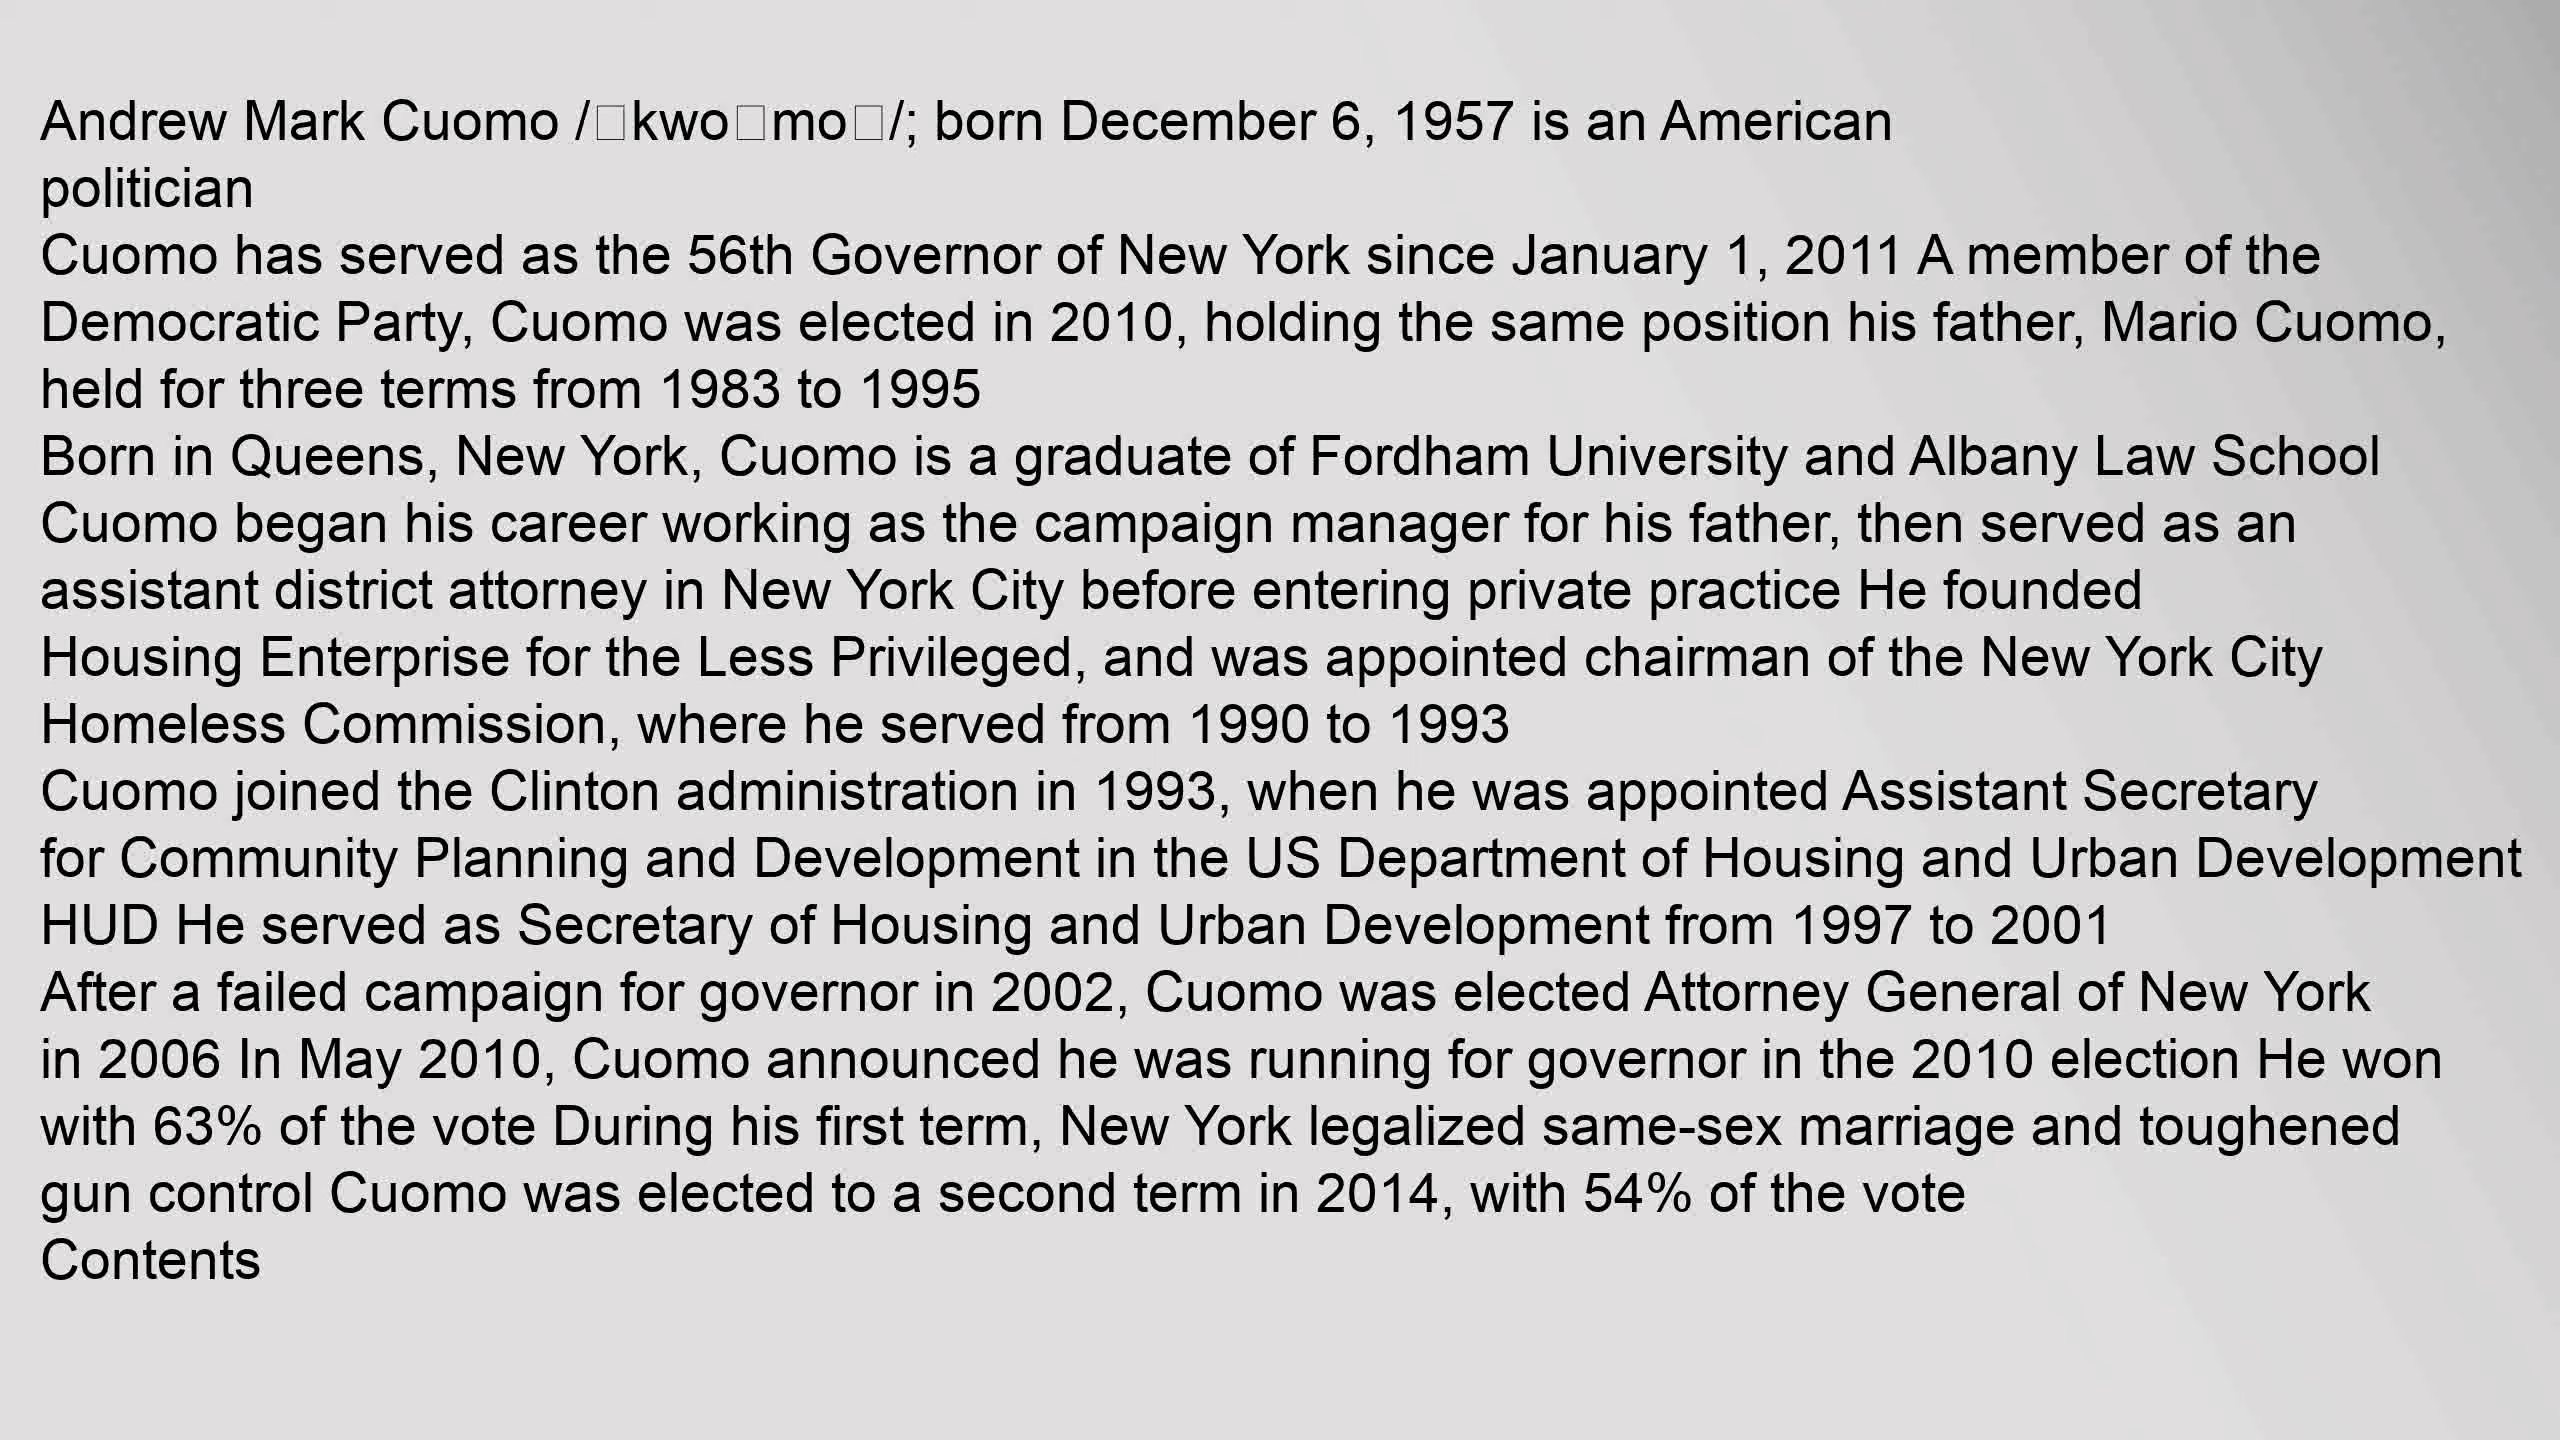 Andrew Mark Cuomo /□kwo□mo□/; born December 6, 1957 is an American
politician
Cuomo has served as the 56th Governor of New York since January 1, 2011 A member of the
Democratic Party, Cuomo was elected in 2010, holding the same position his father, Mario Cuomo,
held for three terms from 1983 to 1995
Born in Queens, New York, Cuomo is a graduate of Fordham University and Albany Law School
Cuomo began his career working as the campaign manager for his father, then served as an
assistant district attorney in New York City before entering private practice He founded
Housing Enterprise for the Less Privileged, and was appointed chairman of the New York City
Homeless Commission, where he served from 1990 to 1993
Cuomo joined the Clinton administration in 1993, when he was appointed Assistant Secretary
for Community Planning and Development in the US Department of Housing and Urban Development
HUD He served as Secretary of Housing and Urban Development from 1997 to 2001
After a failed campaign for governor in 2002, Cuomo was elected Attorney General of New York
in 2006 In May 2010, Cuomo announced he was running for governor in the 2010 election He won
with 63% of the vote During his first term, New York legalized same-sex marriage and toughened
gun control Cuomo was elected to a second term in 2014, with 54% of the vote
Contents